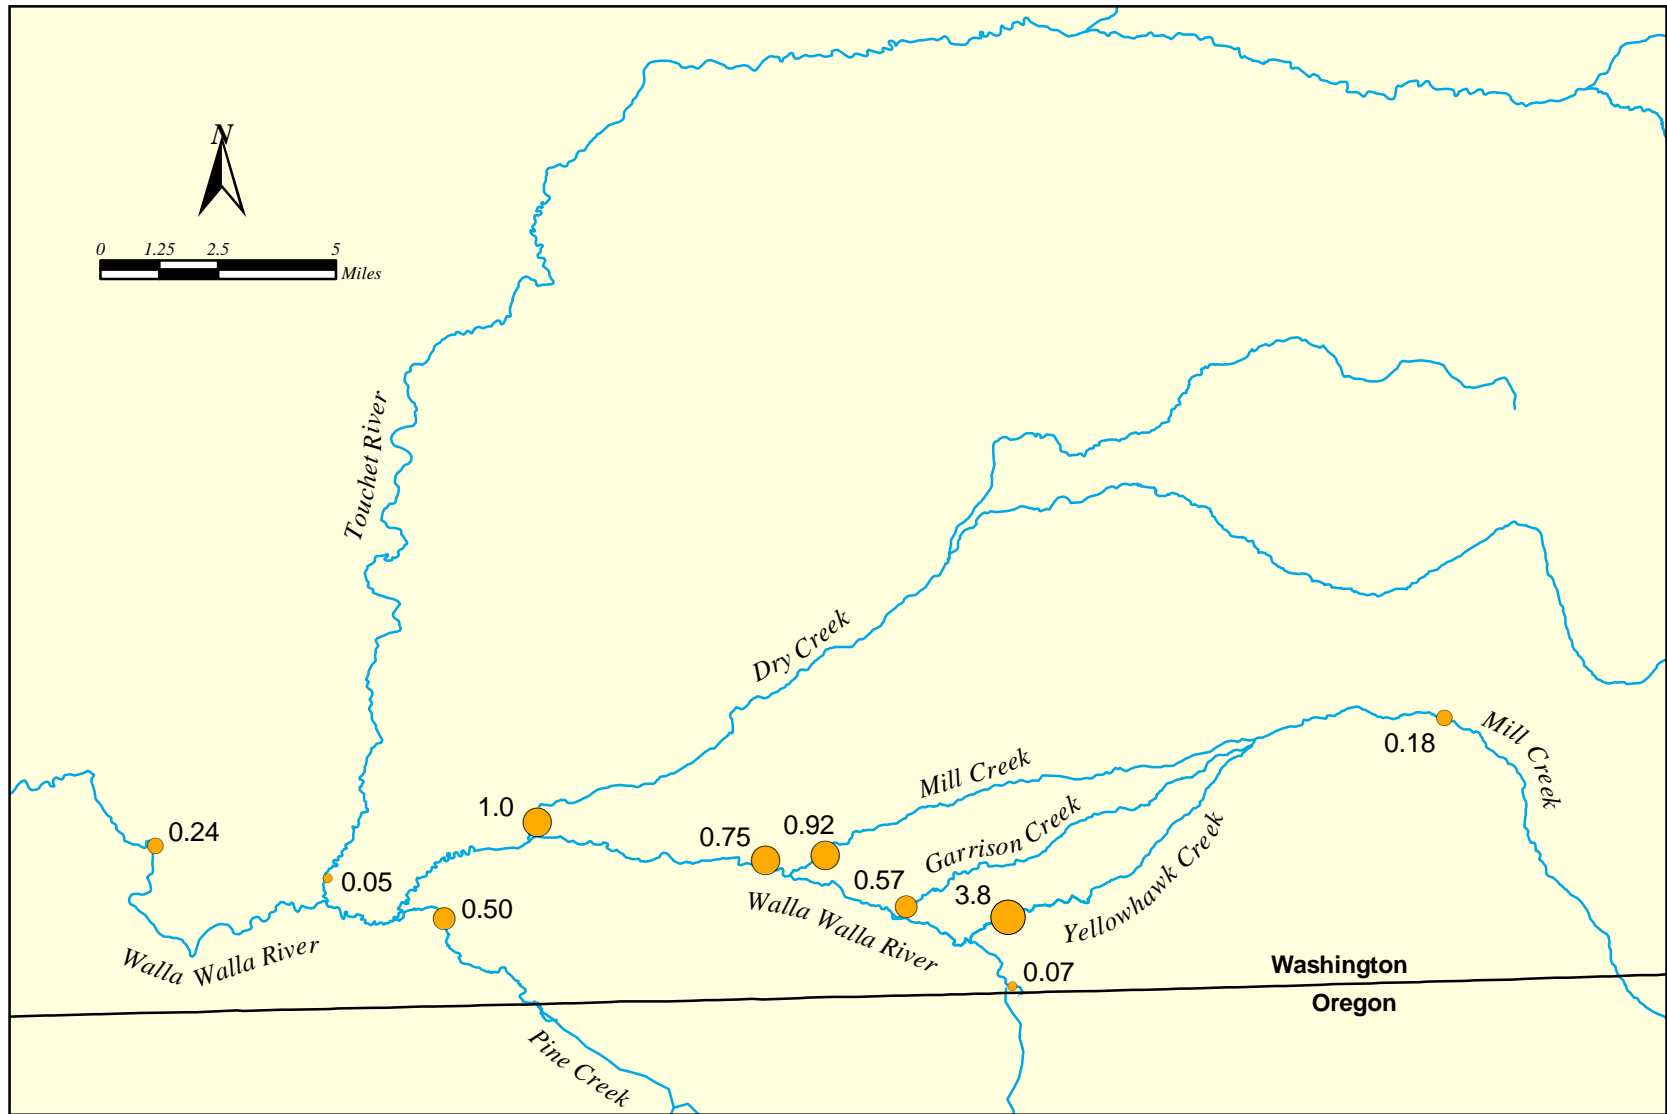 N
0 1.25 2.5 5
Miles
Touchet River
Dry Creek
Mill Creek
0.18
Mill Creek
1.0
0.75
0.92
Garrison Creek
0.24
0.05
0.57
3.8
Yellowhawk Creek
0.50
Walla Walla River
Walla Walla River
0.07
Washington
Oregon
Pine Creek